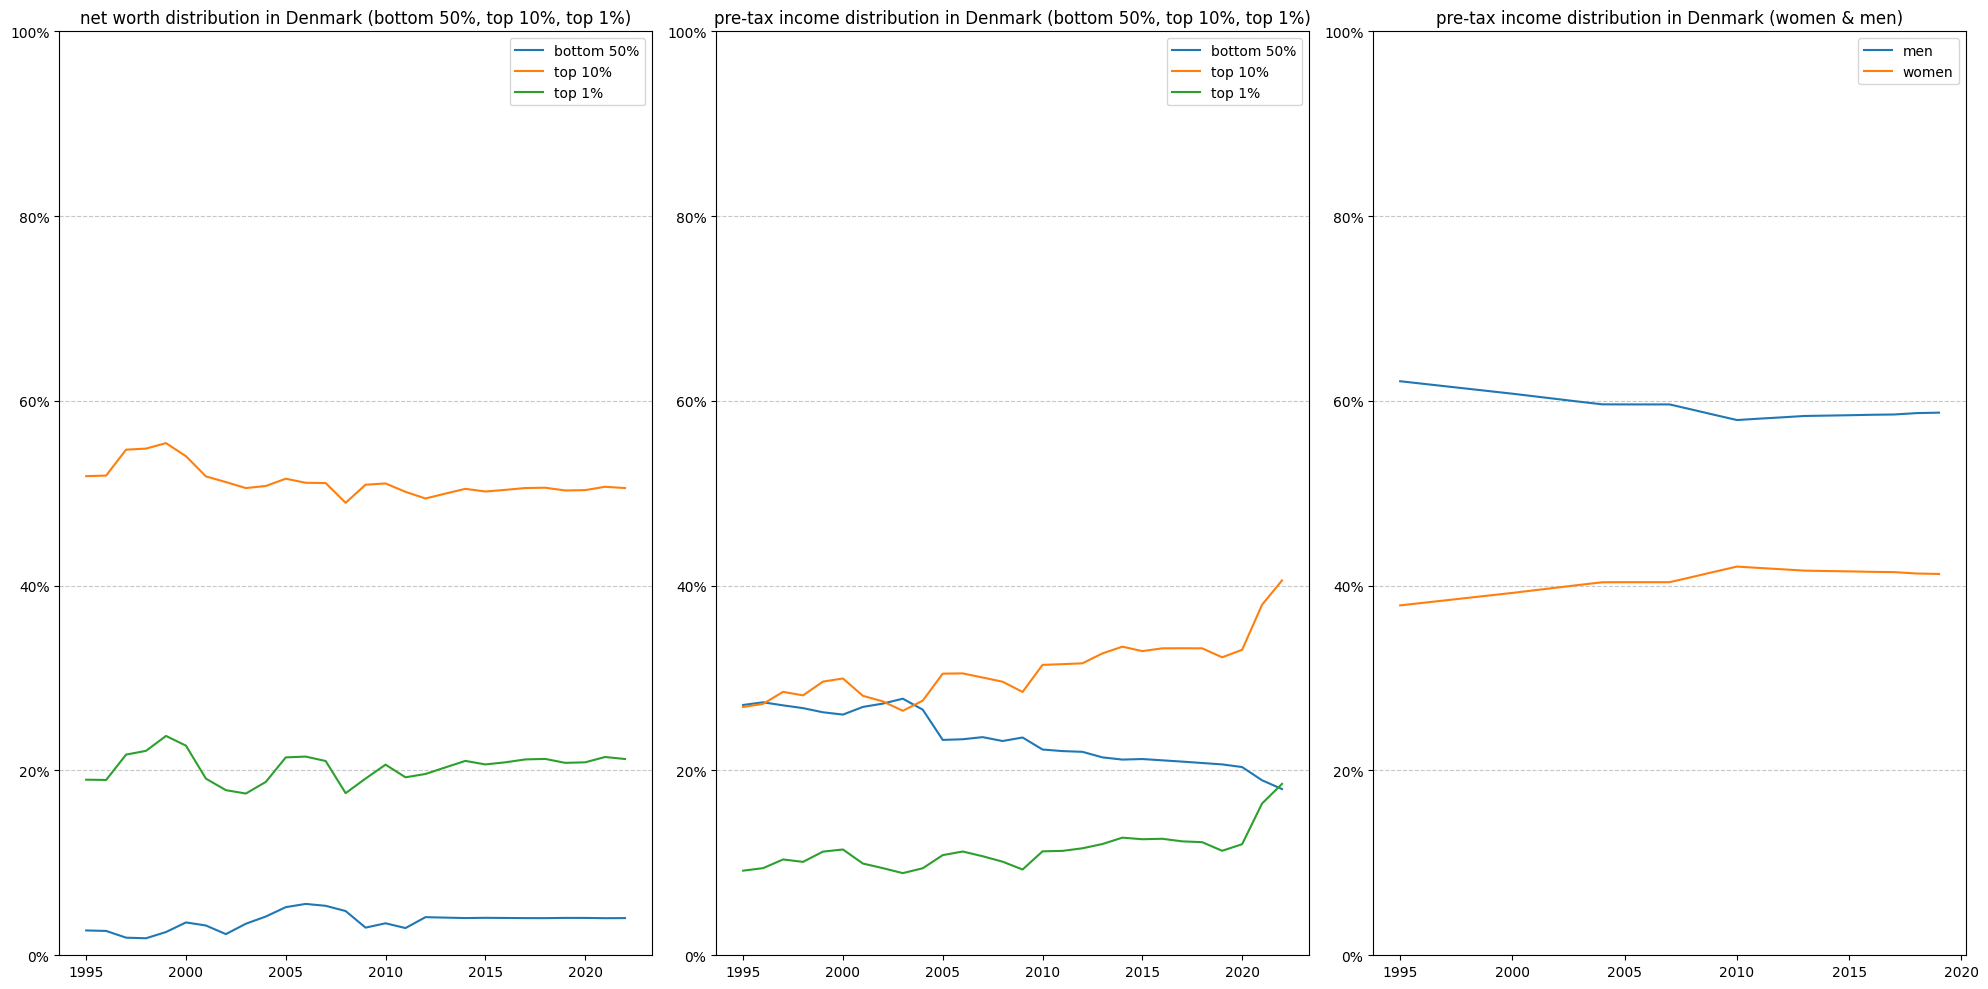 net worth distribution in Denmark (bottom 50%, top 10%, top 1%)
100%
80%
60%
40%
20%
0%
1995 2000 2005 2010 2015 2020
bottom 50%
top 10%
top 1%
pre-tax income distribution in Denmark (bottom 50%, top 10%, top 1%)
100%
80%
60%
40%
20%
0%
1995 2000 2005 2010 2015 2020
bottom 50%
top 10%
top 1%
pre-tax income distribution in Denmark (women & men)
100%
80%
60%
40%
20%
0%
1995 2000 2005 2010 2015 2020
men
women